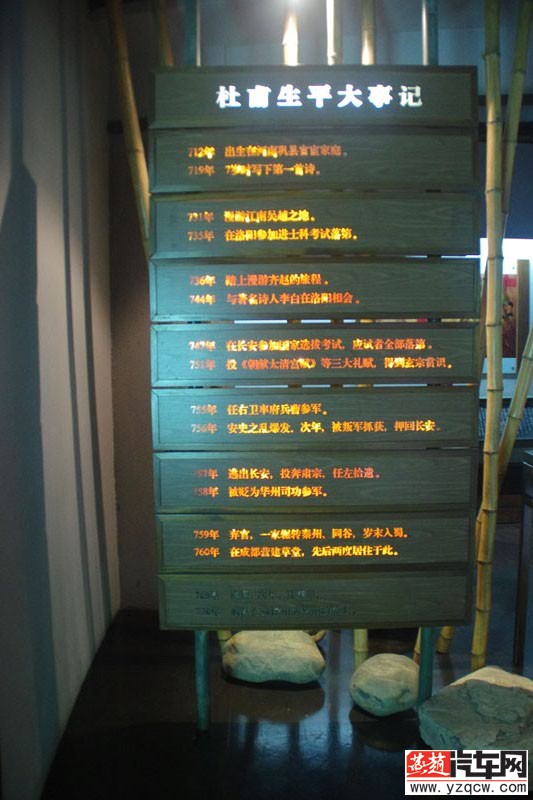 杜甫生平大事记
712年 出生在河南巩县官宦家庭。
719年 7岁时写下第一首诗。
731年 漫游江南吴越之地。
735年 在洛阳参加进士科考试落第。
736年 踏上漫游齐赵的旅程。
744年 与著名诗人李白在洛阳相会。
747年 在长安参加国家选拔考试，应试者全部落第。
751年 投《朝献太清宫赋》等三大礼赋，得到玄宗赏识。
755年 任右卫率府兵曹参军。
756年 安史之乱爆发，次年，被叛军抓获，押回长安。
757年 逃出长安，投奔肃宗，任左拾遗。
758年 被贬为华州司功参军。
759年 弃官，一家辗转秦州、同谷，岁末入蜀。
760年 在成都营建草堂，先后两度居住于此。
燕赵汽车网
www.yzqcw.com